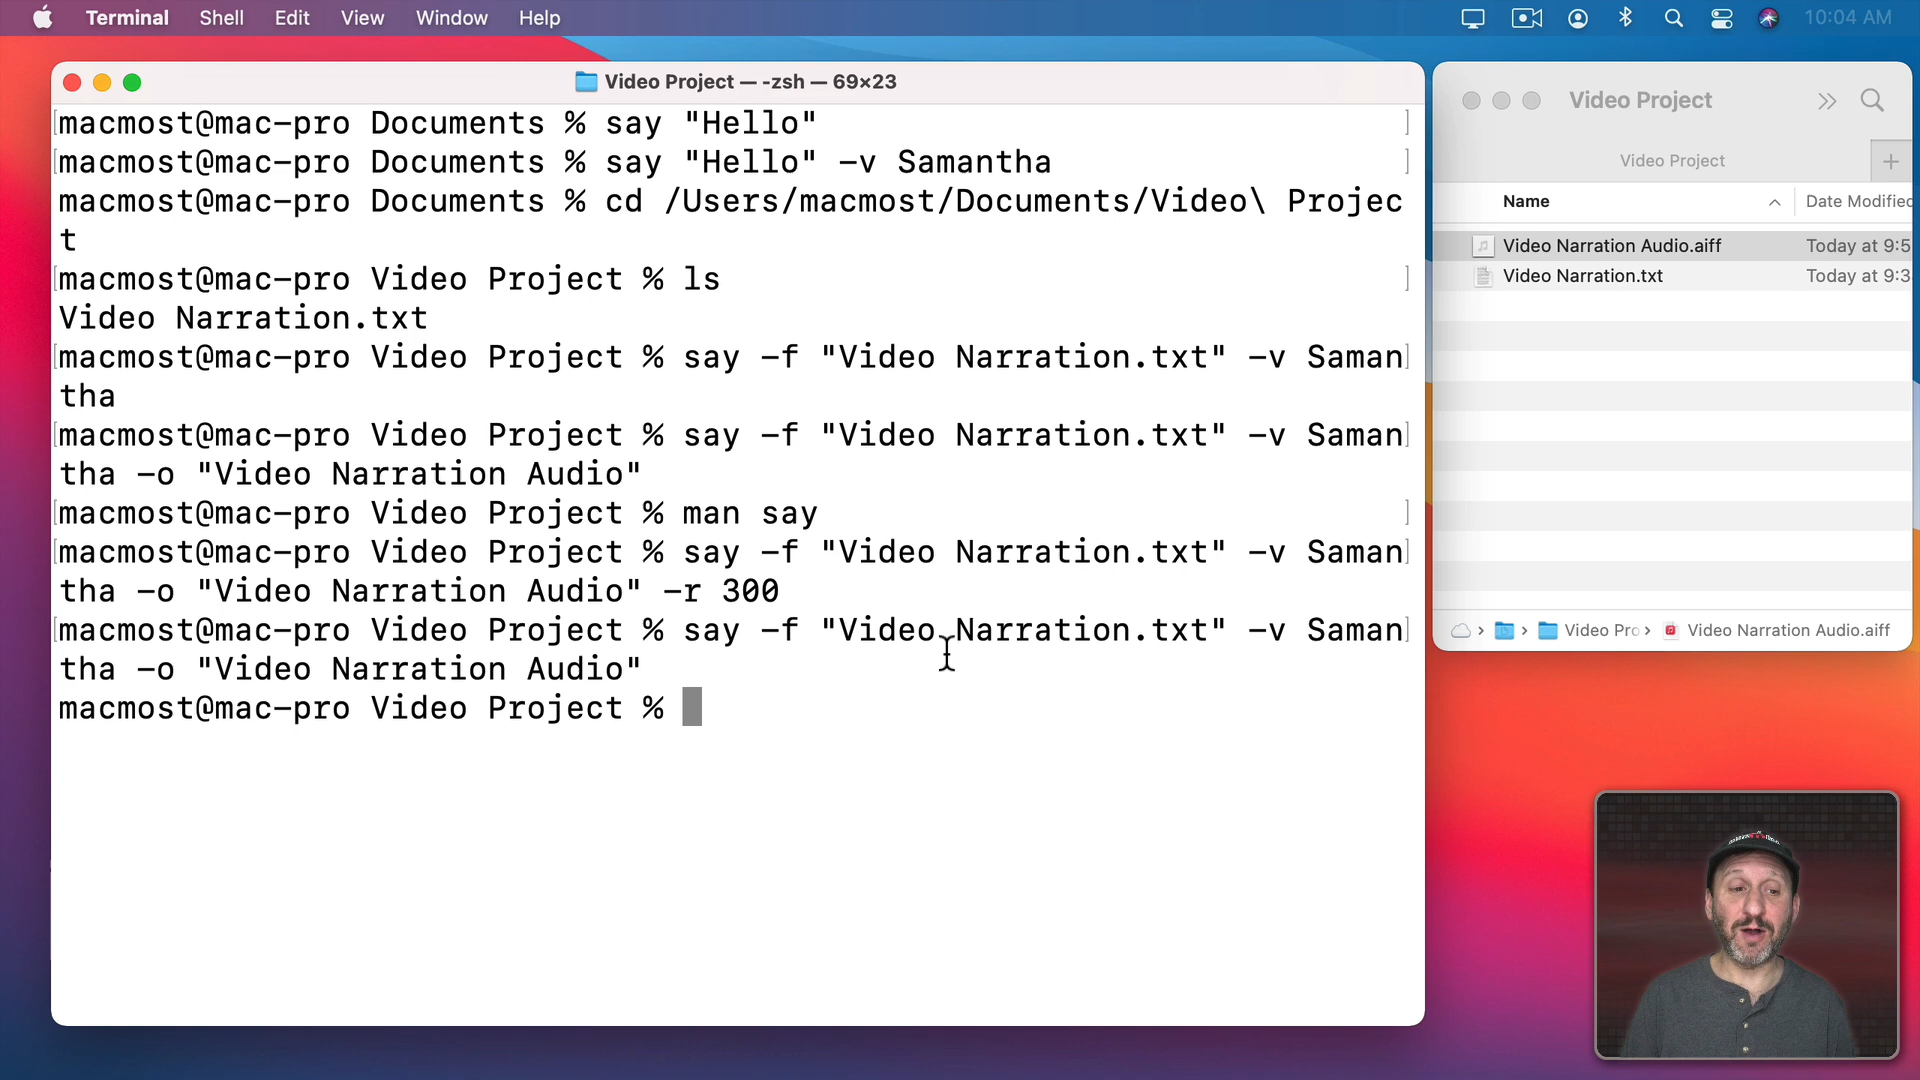 Terminal Shell Edit View Window Help 10:04 AM
Video Project — -zsh — 69×23
macmost@mac-pro Documents % say "Hello"
macmost@mac-pro Documents % say "Hello" -v Samantha
macmost@mac-pro Documents % cd /Users/macmost/Documents/Video\ Projec
t
macmost@mac-pro Video Project % ls
Video Narration.txt
macmost@mac-pro Video Project % say -f "Video Narration.txt" -v Saman
tha
macmost@mac-pro Video Project % say -f "Video Narration.txt" -v Saman
tha -o "Video Narration Audio"
macmost@mac-pro Video Project % man say
macmost@mac-pro Video Project % say -f "Video Narration.txt" -v Saman
tha -o "Video Narration Audio" -r 300
macmost@mac-pro Video Project % say -f "Video Narration.txt" -v Saman
tha -o "Video Narration Audio"
macmost@mac-pro Video Project %
Video Project
Video Project
Name Date Modified
Video Narration Audio.aiff Today at 9:5
Video Narration.txt Today at 9:3
Video Pro › Video Narration Audio.aiff